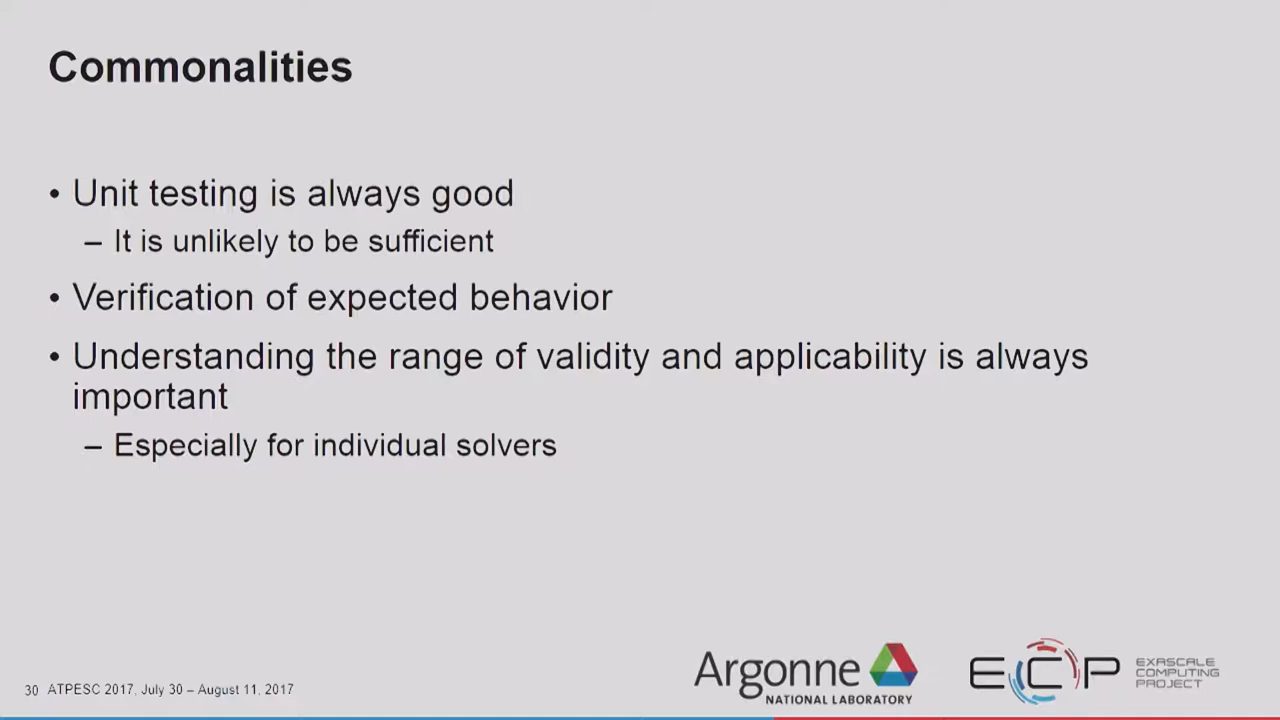 Commonalities
• Unit testing is always good
– It is unlikely to be sufficient
• Verification of expected behavior
• Understanding the range of validity and applicability is always
important
– Especially for individual solvers
30 ATPESC 2017, July 30 – August 11, 2017
Argonne
NATIONAL LABORATORY
ECP
EXASCALE
COMPUTING
PROJECT